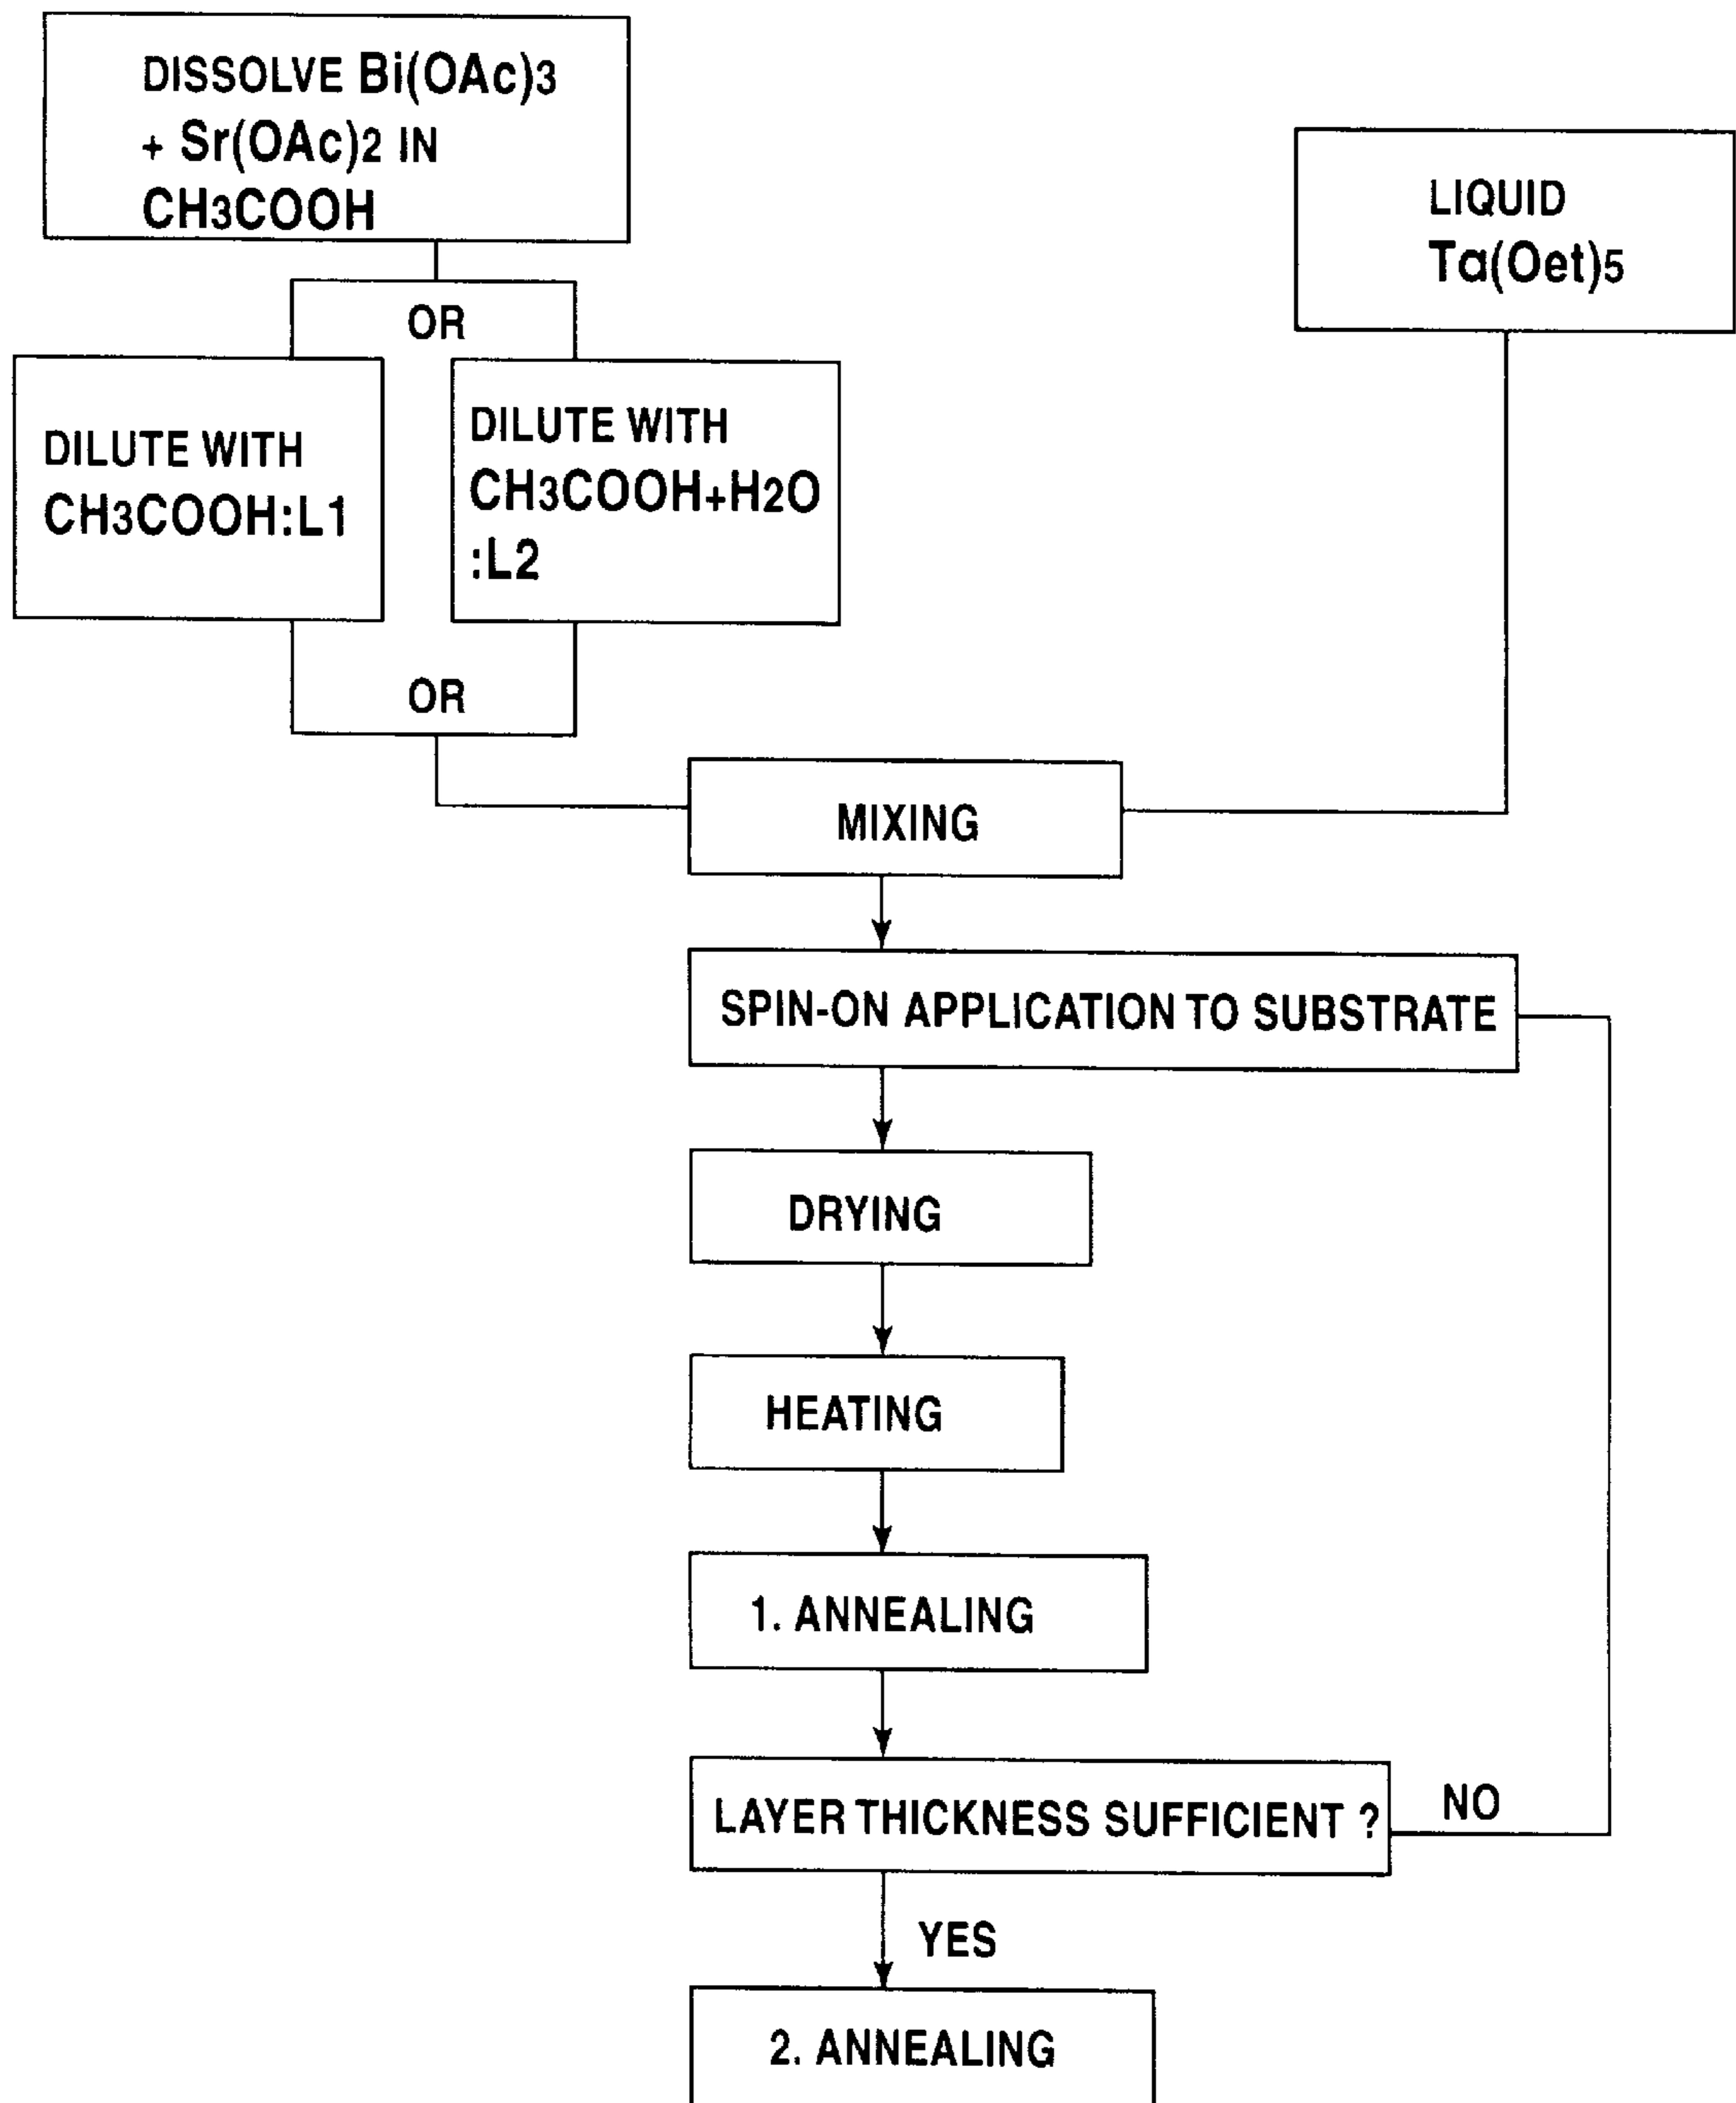 DISSOLVE Bi(OAc)3
+ Sr(OAc)2 IN
CH3COOH
LIQUID
Ta(Oet)5
OR
DILUTE WITH
CH3COOH:L1
DILUTE WITH
CH3COOH+H2O
:L2
OR
MIXING
SPIN-ON APPLICATION TO SUBSTRATE
DRYING
HEATING
1. ANNEALING
LAYER THICKNESS SUFFICIENT ?
NO
YES
2. ANNEALING